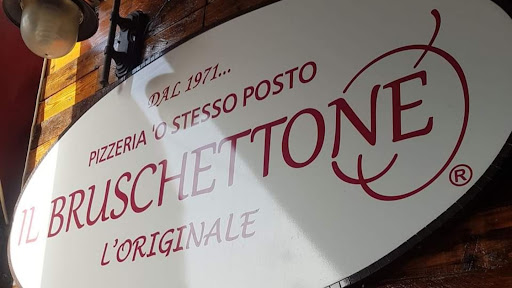 DAL 1971...
PIZZERIA 'O STESSO POSTO
IL BRUSCHETTONE
L'ORIGINALE
®